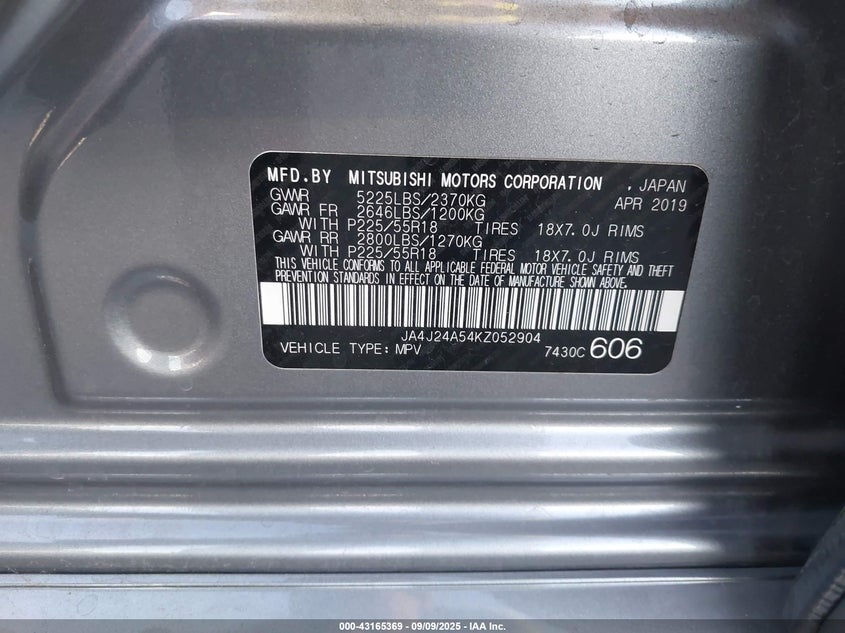 MFD.BY MITSUBISHI MOTORS CORPORATION , JAPAN
GVWR 5225LBS/2370KG APR 2019
GAWR FR 2646LBS/1200KG
WITH P225/55R18 TIRES 18X7.0J RIMS
GAWR RR 2800LBS/1270KG
WITH P225/55R18 TIRES 18X7.0J RIMS
THIS VEHICLE CONFORMS TO ALL APPLICABLE FEDERAL MOTOR VEHICLE SAFETY AND THEFT
PREVENTION STANDARDS IN EFFECT ON THE DATE OF MANUFACTURE SHOWN ABOVE.
JA4J24A54KZ052904
VEHICLE TYPE: MPV 7430C 606
000-43165369 - 09/09/2025 - IAA Inc.